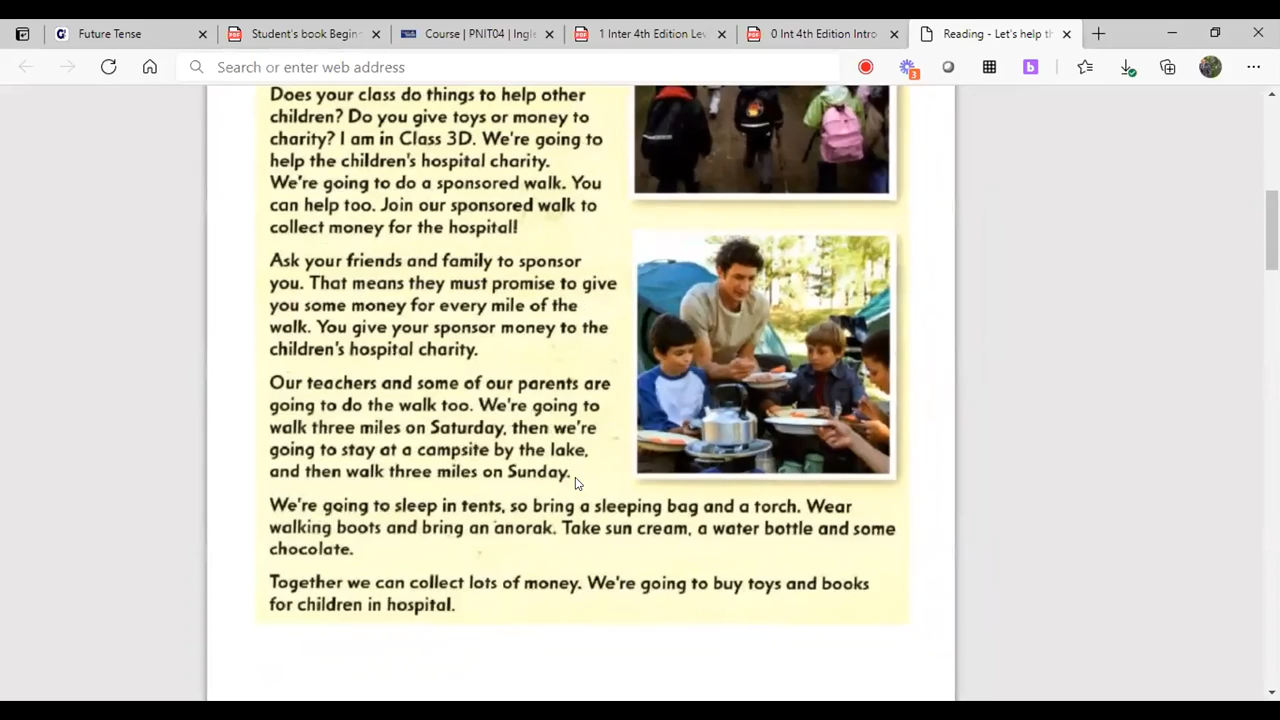 Future Tense
Student's book Begin
Course | PNIT04 | Ingle
1 Inter 4th Edition Lev
0 Int 4th Edition Intro
Reading - Let's help th
Search or enter web address
3
Does your class do things to help other
children? Do you give toys or money to
charity? I am in Class 3D. We're going to
help the children's hospital charity.
We're going to do a sponsored walk. You
can help too. Join our sponsored walk to
collect money for the hospital!
Ask your friends and family to sponsor
you. That means they must promise to give
you some money for every mile of the
walk. You give your sponsor money to the
children's hospital charity.
Our teachers and some of our parents are
going to do the walk too. We're going to
walk three miles on Saturday, then we're
going to stay at a campsite by the lake,
and then walk three miles on Sunday.
We're going to sleep in tents, so bring a sleeping bag and a torch. Wear
walking boots and bring an anorak. Take sun cream, a water bottle and some
chocolate.
Together we can collect lots of money. We're going to buy toys and books
for children in hospital.